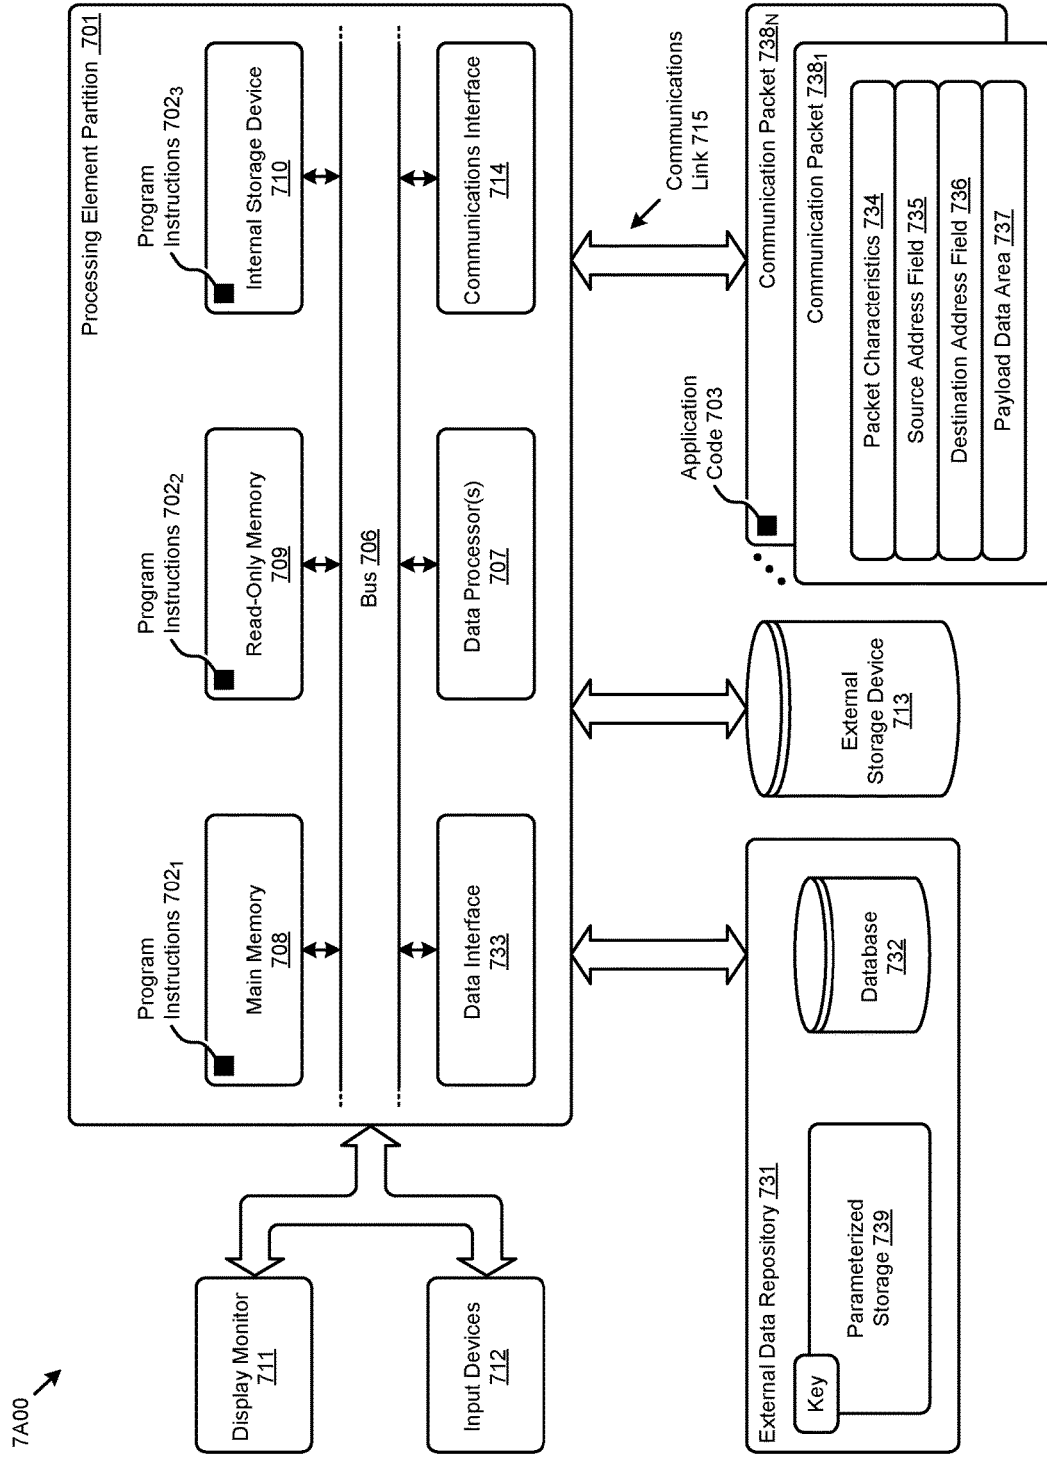 7A00
Processing Element Partition 701
Program
Instructions 702₁
Program
Instructions 702₂
Program
Instructions 702₃
Main Memory
708
Read-Only Memory
709
Internal Storage Device
710
Bus 706
Data Interface
733
Data Processor(s)
707
Communications Interface
714
Display Monitor
711
Input Devices
712
Communications
Link 715
External Data Repository 731
Key
Parameterized
Storage 739
Database
732
External
Storage Device
713
Application
Code 703
Communication Packet 738N
Communication Packet 738₁
Packet Characteristics 734
Source Address Field 735
Destination Address Field 736
Payload Data Area 737